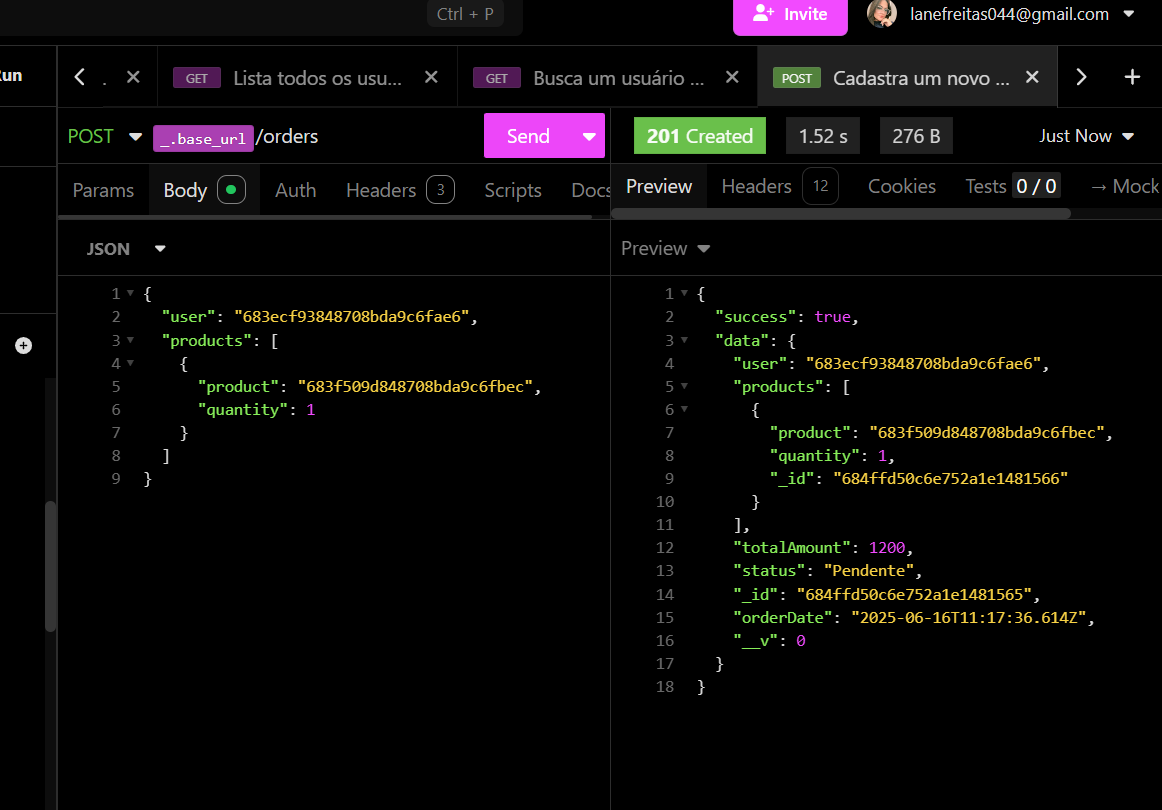 Ctrl + P
Invite
lanefreitas044@gmail.com
.
GET Lista todos os usu...
GET Busca um usuário ...
POST Cadastra um novo ...
POST _.base_url/orders
Send
201 Created
1.52 s
276 B
Just Now
Params
Body
Auth
Headers 3
Scripts
Docs
Preview
Headers 12
Cookies
Tests 0 / 0
→ Mock
JSON
1 {
2 "user": "683ecf93848708bda9c6fae6",
3 "products": [
4 {
5 "product": "683f509d848708bda9c6fbec",
6 "quantity": 1
7 }
8 ]
9 }
Preview
1 {
2 "success": true,
3 "data": {
4 "user": "683ecf93848708bda9c6fae6",
5 "products": [
6 {
7 "product": "683f509d848708bda9c6fbec",
8 "quantity": 1,
9 "_id": "684ffd50c6e752a1e1481566"
10 }
11 ],
12 "totalAmount": 1200,
13 "status": "Pendente",
14 "_id": "684ffd50c6e752a1e1481565",
15 "orderDate": "2025-06-16T11:17:36.614Z",
16 "__v": 0
17 }
18 }